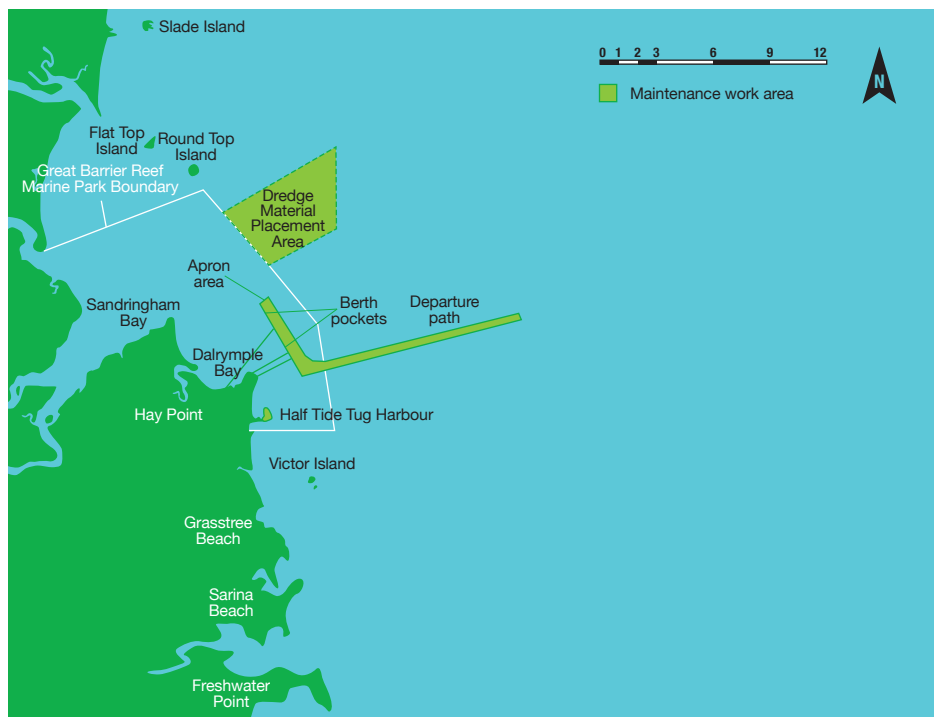 Slade Island
0 1 2 3 6 9 12
N
Maintenance work area
Flat Top
Island
Round Top
Island
Great Barrier Reef
Marine Park Boundary
Dredge
Material
Placement
Area
Apron
area
Sandringham
Bay
Berth
pockets
Departure
path
Dalrymple
Bay
Hay Point
Half Tide Tug Harbour
Victor Island
Grasstree
Beach
Sarina
Beach
Freshwater
Point